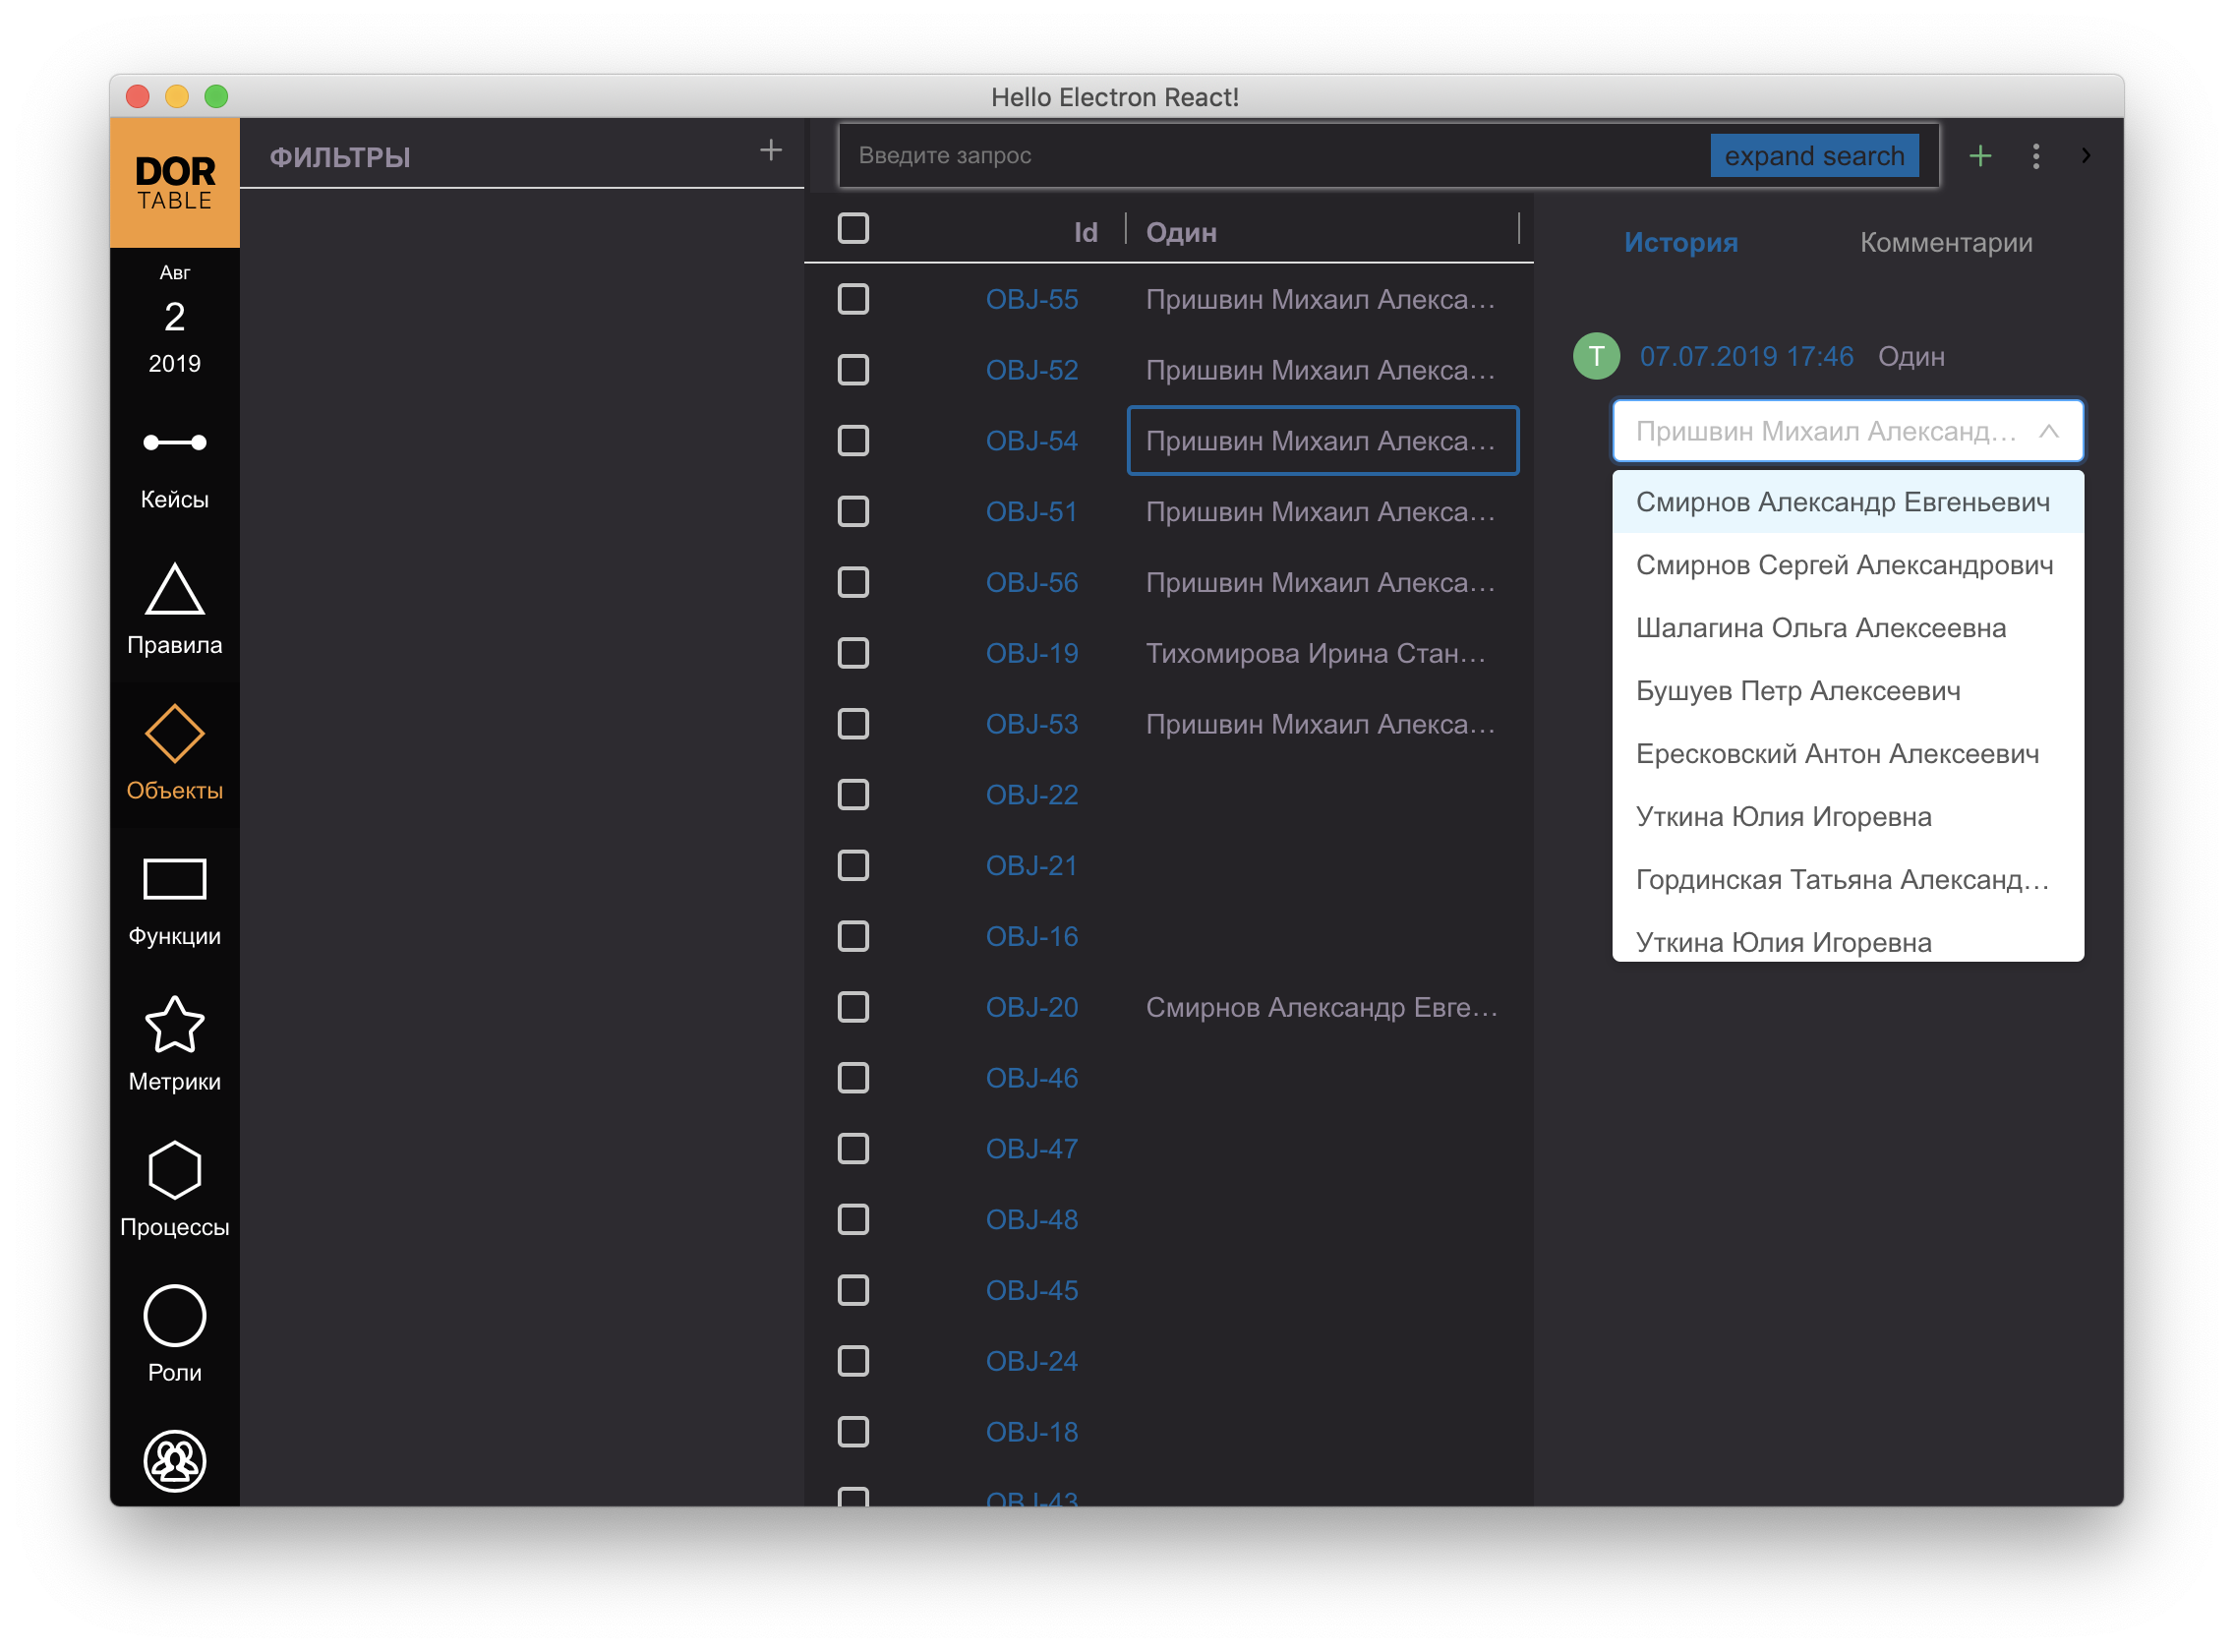 Hello Electron React!
DOR
TABLE
Авг
2
2019
Кейсы
Правила
Объекты
Функции
Метрики
Процессы
Роли
ФИЛЬТРЫ
Введите запрос
expand search
Id Один
OBJ-55 Пришвин Михаил Алекса...
OBJ-52 Пришвин Михаил Алекса...
OBJ-54 Пришвин Михаил Алекса...
OBJ-51 Пришвин Михаил Алекса...
OBJ-56 Пришвин Михаил Алекса...
OBJ-19 Тихомирова Ирина Стан...
OBJ-53 Пришвин Михаил Алекса...
OBJ-22
OBJ-21
OBJ-16
OBJ-20 Смирнов Александр Евге...
OBJ-46
OBJ-47
OBJ-48
OBJ-45
OBJ-24
OBJ-18
OBJ-43
История Комментарии
T 07.07.2019 17:46 Один
Пришвин Михаил Александ...
Смирнов Александр Евгеньевич
Смирнов Сергей Александрович
Шалагина Ольга Алексеевна
Бушуев Петр Алексеевич
Ересковский Антон Алексеевич
Уткина Юлия Игоревна
Гординская Татьяна Александ...
Уткина Юлия Игоревна